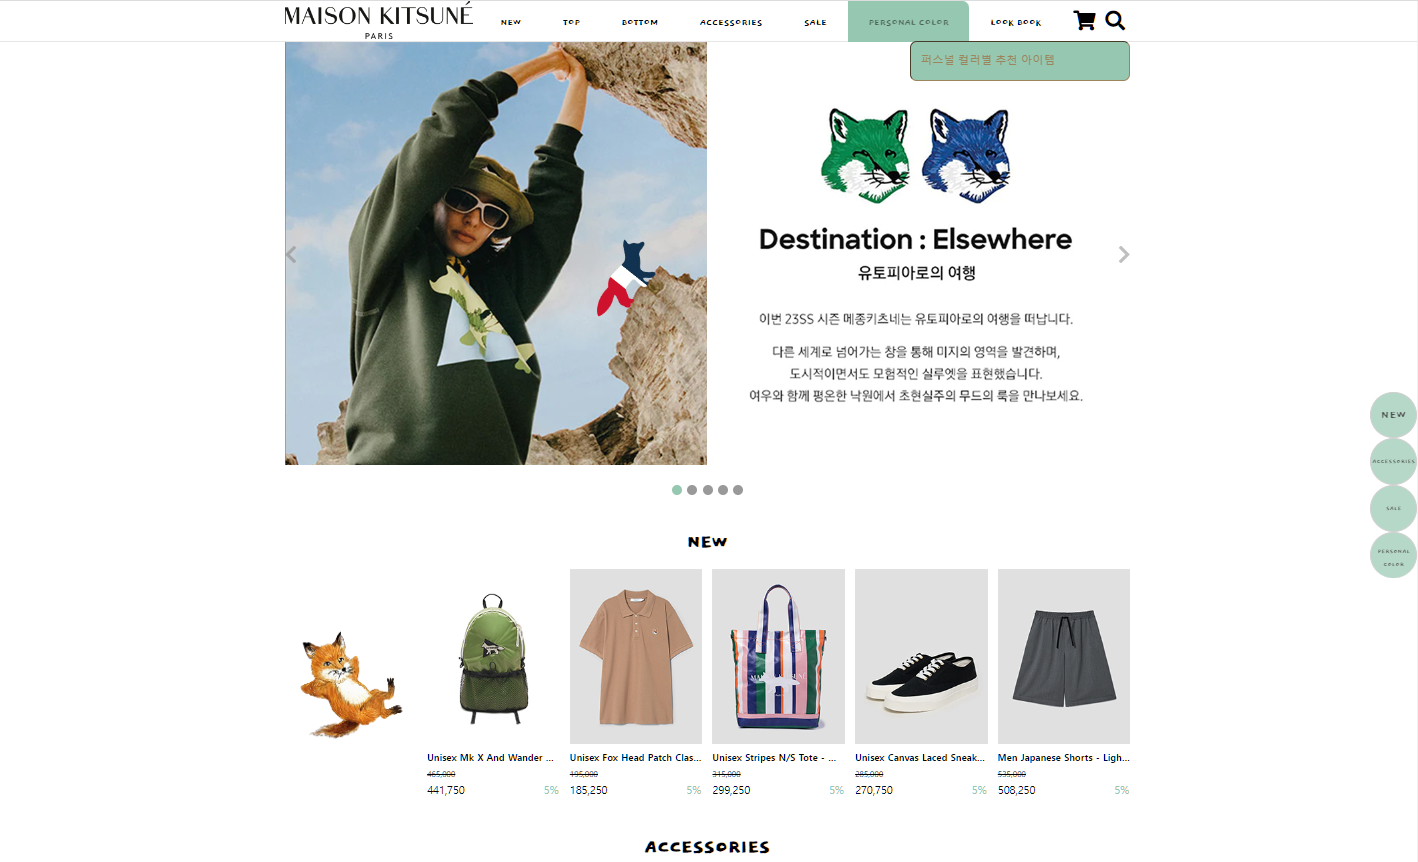 MAISON KITSUNÉ
PARIS
NEW
TOP
BOTTOM
ACCESSORIES
SALE
PERSONAL COLOR
LOOK BOOK
퍼스널 컬러별 추천 아이템
Destination : Elsewhere
유토피아로의 여행
이번 23SS 시즌 메종키츠네는 유토피아로의 여행을 떠납니다.
다른 세계로 넘어가는 창을 통해 미지의 영역을 발견하며,
도시적이면서도 모험적인 실루엣을 표현했습니다.
여우와 함께 평온한 낙원에서 초현실주의 무드의 룩을 만나보세요.
NEW
ACCESSORIES
SALE
PERSONAL
COLOR
NEW
Unisex Mk X And Wander ...
465,000
441,750 5%
Unisex Fox Head Patch Clas...
195,000
185,250 5%
Unisex Stripes N/S Tote - ...
315,000
299,250 5%
Unisex Canvas Laced Sneak...
285,000
270,750 5%
Men Japanese Shorts - Ligh...
535,000
508,250 5%
ACCESSORIES